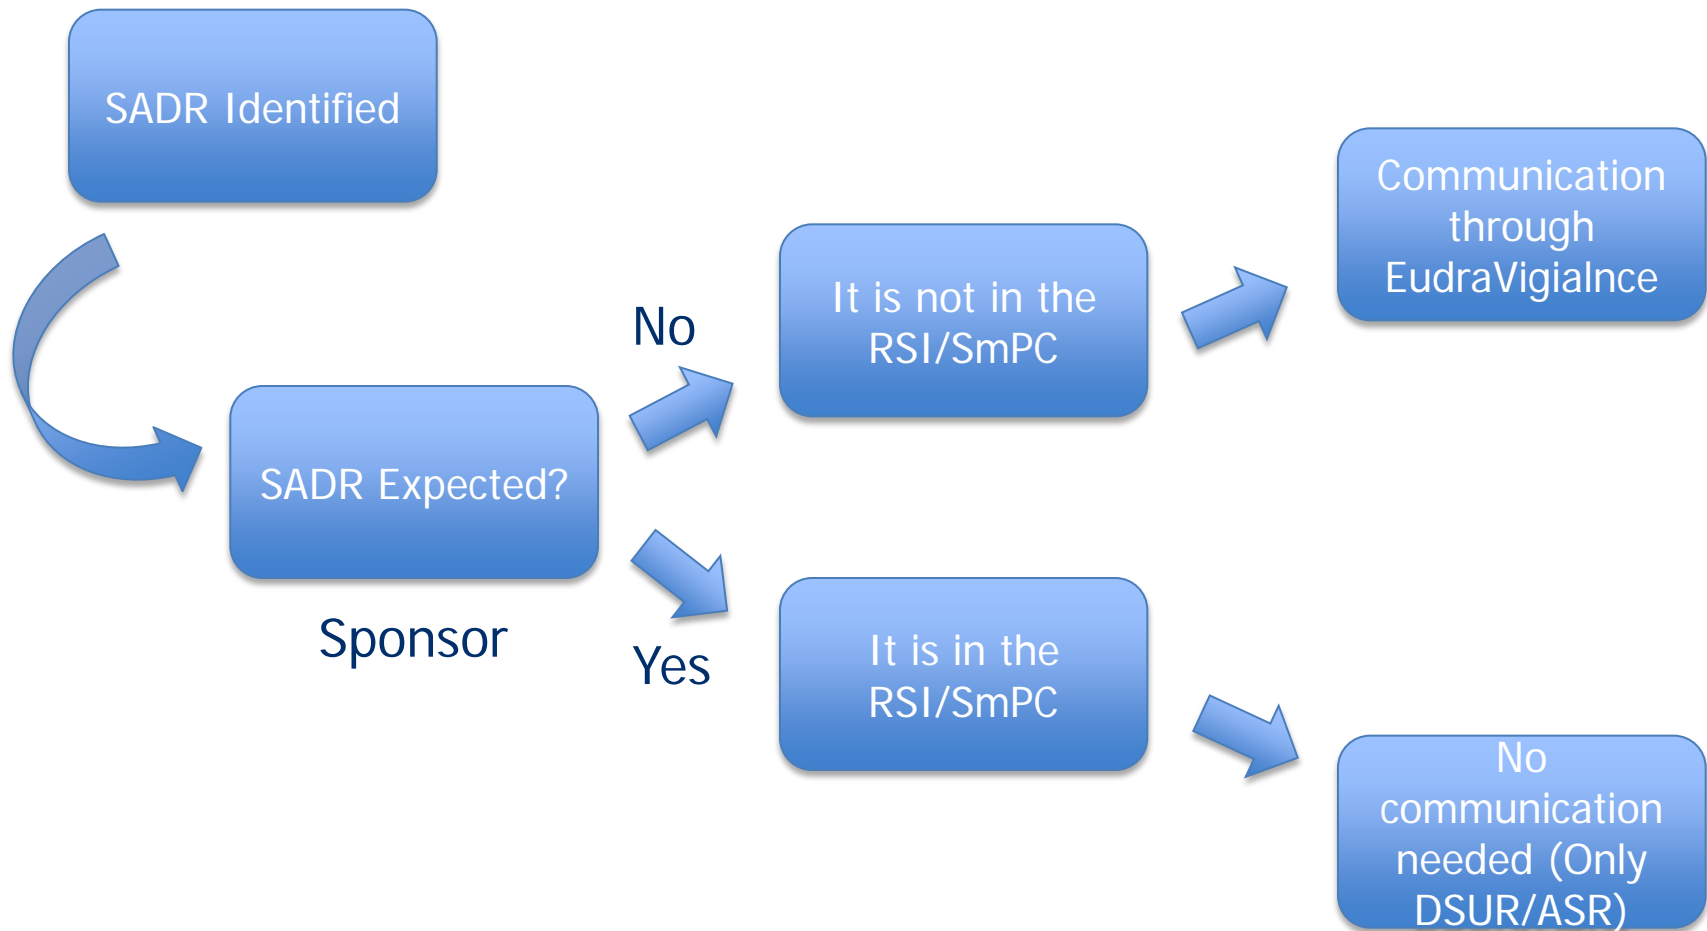 SADR Identified
SADR Expected?
Sponsor
No
It is not in the
RSI/SmPC
Communication
through
EudraVigialnce
Yes
It is in the
RSI/SmPC
No
communication
needed (Only
DSUR/ASR)